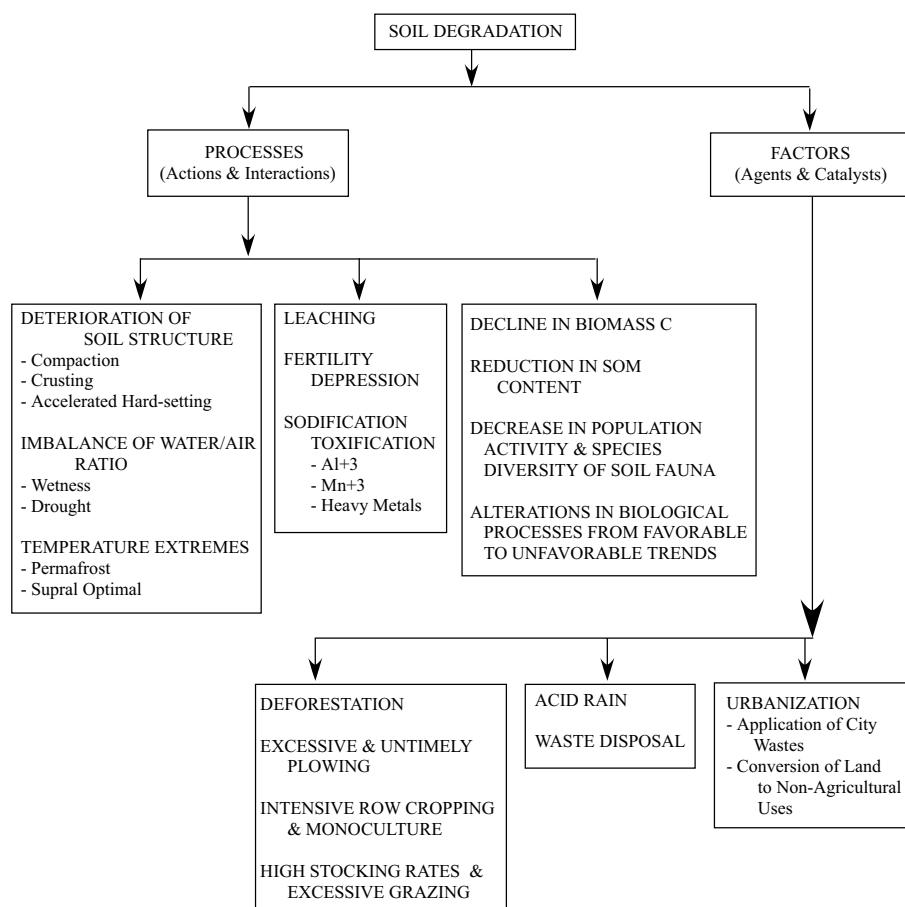 SOIL DEGRADATION
PROCESSES
(Actions & Interactions)
FACTORS
(Agents & Catalysts)
DETERIORATION OF
SOIL STRUCTURE
- Compaction
- Crusting
- Accelerated Hard-setting
IMBALANCE OF WATER/AIR
RATIO
- Wetness
- Drought
TEMPERATURE EXTREMES
- Permafrost
- Supral Optimal
LEACHING
FERTILITY
DEPRESSION
SODIFICATION
TOXIFICATION
- Al+3
- Mn+3
- Heavy Metals
DECLINE IN BIOMASS C
REDUCTION IN SOM
CONTENT
DECREASE IN POPULATION
ACTIVITY & SPECIES
DIVERSITY OF SOIL FAUNA
ALTERATIONS IN BIOLOGICAL
PROCESSES FROM FAVORABLE
TO UNFAVORABLE TRENDS
DEFORESTATION
EXCESSIVE & UNTIMELY
PLOWING
INTENSIVE ROW CROPPING
& MONOCULTURE
HIGH STOCKING RATES &
EXCESSIVE GRAZING
ACID RAIN
WASTE DISPOSAL
URBANIZATION
- Application of City
Wastes
- Conversion of Land
to Non-Agricultural
Uses